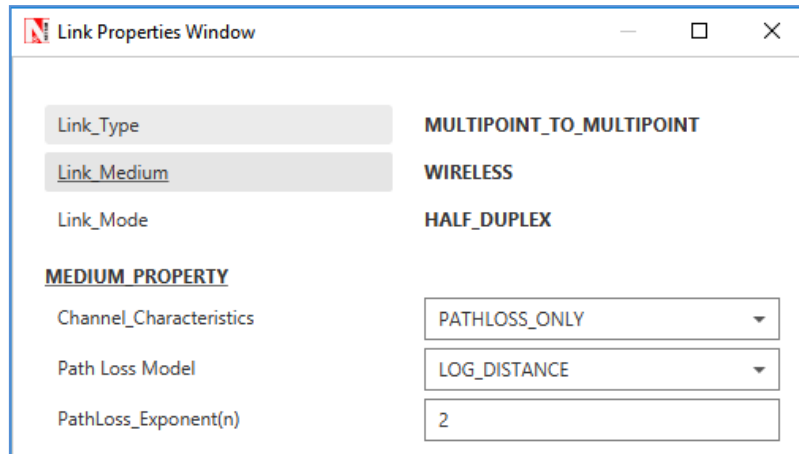 Link Properties Window
Link_Type MULTIPOINT_TO_MULTIPOINT
Link_Medium WIRELESS
Link_Mode HALF_DUPLEX
MEDIUM_PROPERTY
Channel_Characteristics PATHLOSS_ONLY
Path Loss Model LOG_DISTANCE
PathLoss_Exponent(n) 2